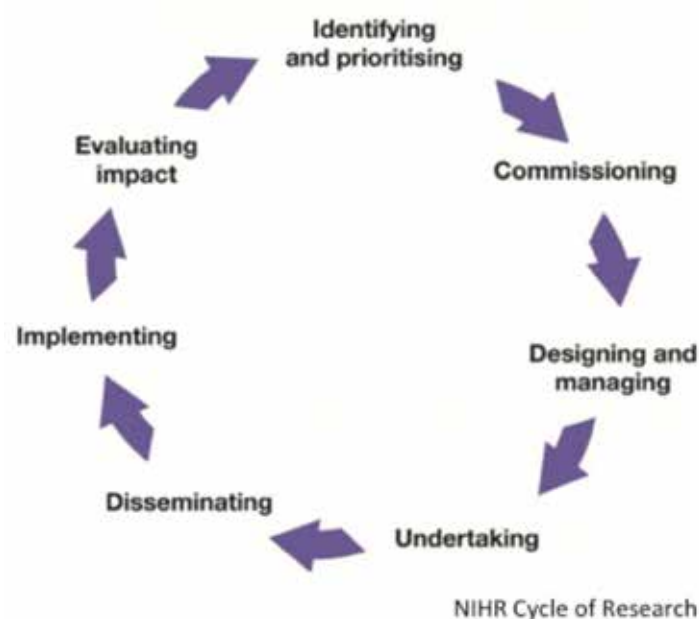 Identifying
and prioritising
Commissioning
Designing and
managing
Undertaking
Disseminating
Implementing
Evaluating
impact
NIHR Cycle of Research